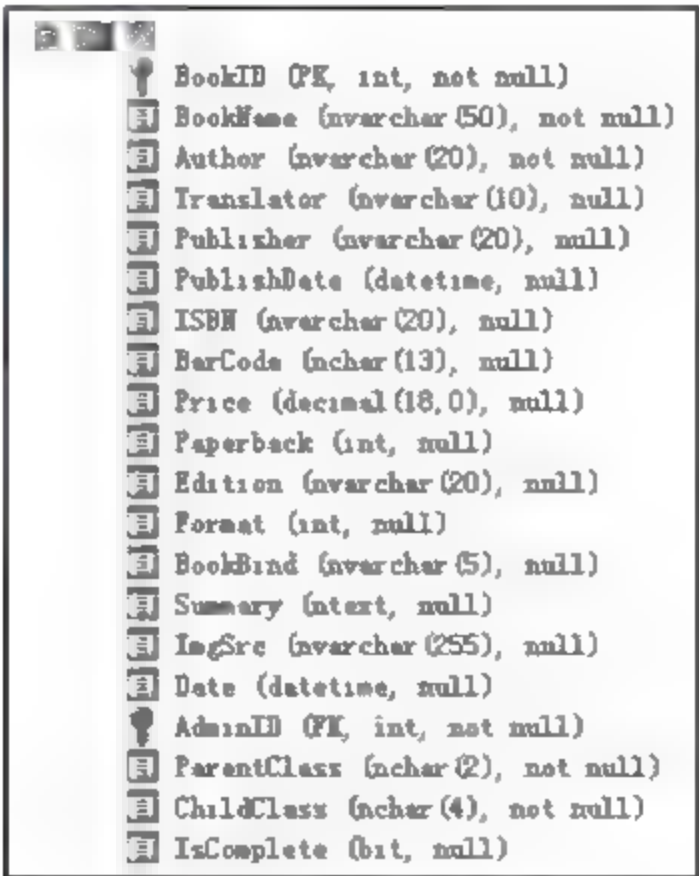 BookID (PK, int, not null)
BookName (nvarchar(50), not null)
Author (nvarchar(20), not null)
Translator (nvarchar(10), null)
Publisher (nvarchar(20), null)
PublishDate (datetime, null)
ISBN (nvarchar(20), null)
BarCode (nchar(13), null)
Price (decimal(18,0), null)
Paperback (int, null)
Edition (nvarchar(20), null)
Format (int, null)
BookBind (nvarchar(5), null)
Summary (ntext, null)
ImgSrc (nvarchar(255), null)
Date (datetime, null)
AdminID (FK, int, not null)
ParentClass (nchar(2), not null)
ChildClass (nchar(4), not null)
IsComplete (bit, null)